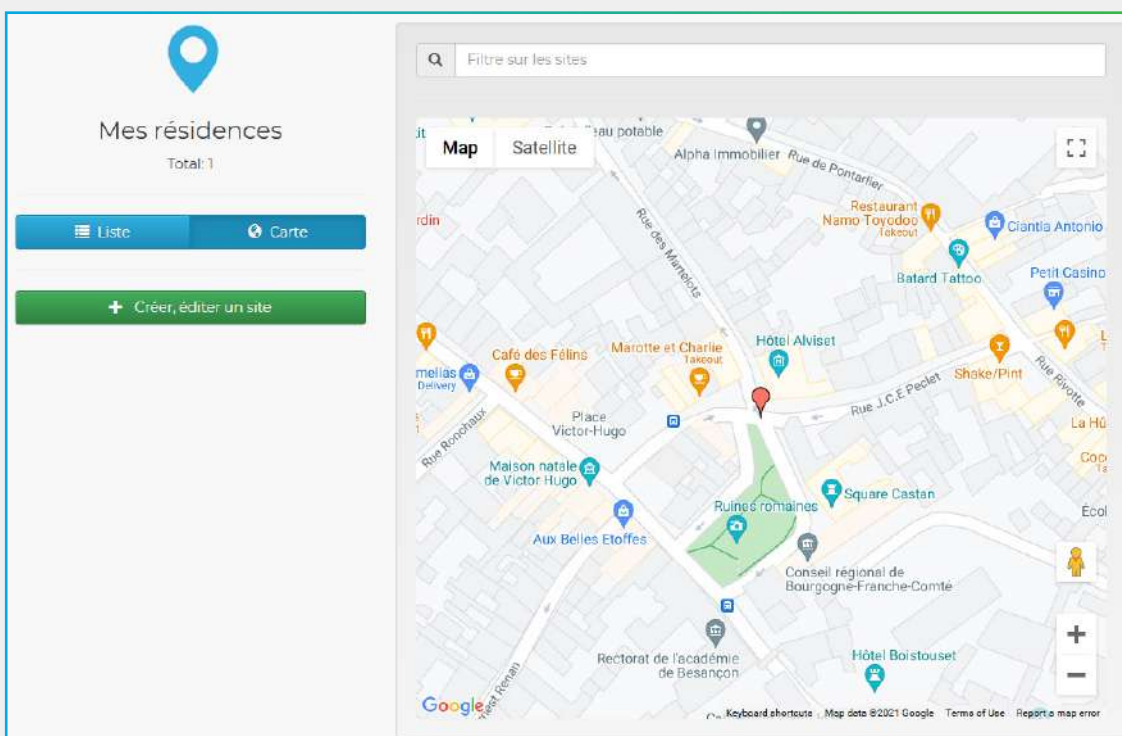 Mes résidences
Total: 1
Liste
Carte
Créer, éditer un site
Filtre sur les sites
Map
Satellite
eau potable
Alpha Immobilier
Rue de Pontarlier
rdin
Rue des Martelots
Restaurant
Namo Toyodoo
Takeout
Ciantia Antonio
Batard Tattoo
Petit Casino
Hôtel Alviset
Marotte et Charlie
Takeout
Café des Félins
melias
Delivery
Shake/Pint
Rue J.C.E Peclet
Rue Rivotte
Rue Ronchaux
Place
Victor-Hugo
La Hû
Maison natale
de Victor Hugo
Square Castan
Ruines romaines
Aux Belles Etoffes
Écol
Conseil régional de
Bourgogne-Franche-Comté
Rectorat de l'académie
de Besançon
Hôtel Boistouset
nest Renan
Google
Keyboard shortcuts
Map data ©2021 Google
Terms of Use
Report a map error